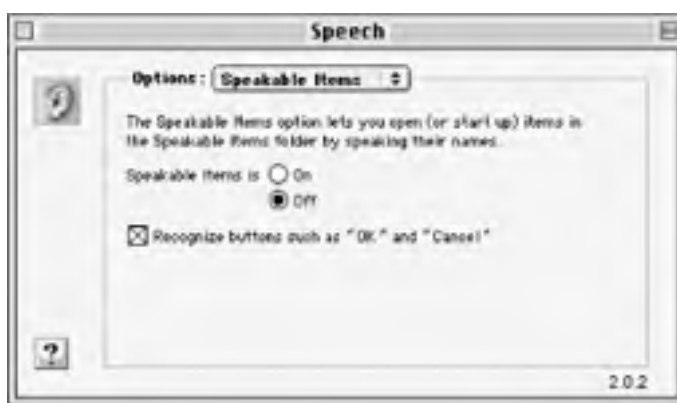 Speech
Options: Speakable Items
The Speakable Items option lets you open (or start up) items in
the Speakable Items folder by speaking their names.
Speakable Items is On
Off
Recognize buttons such as "OK" and "Cancel"
?
2.0.2